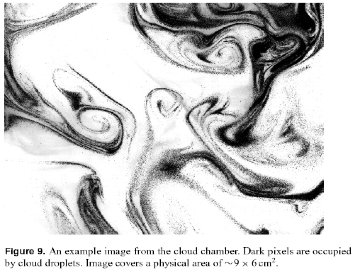 Figure 9. An example image from the cloud chamber. Dark pixels are occupied
by cloud droplets. Image covers a physical area of ~9 × 6 cm².